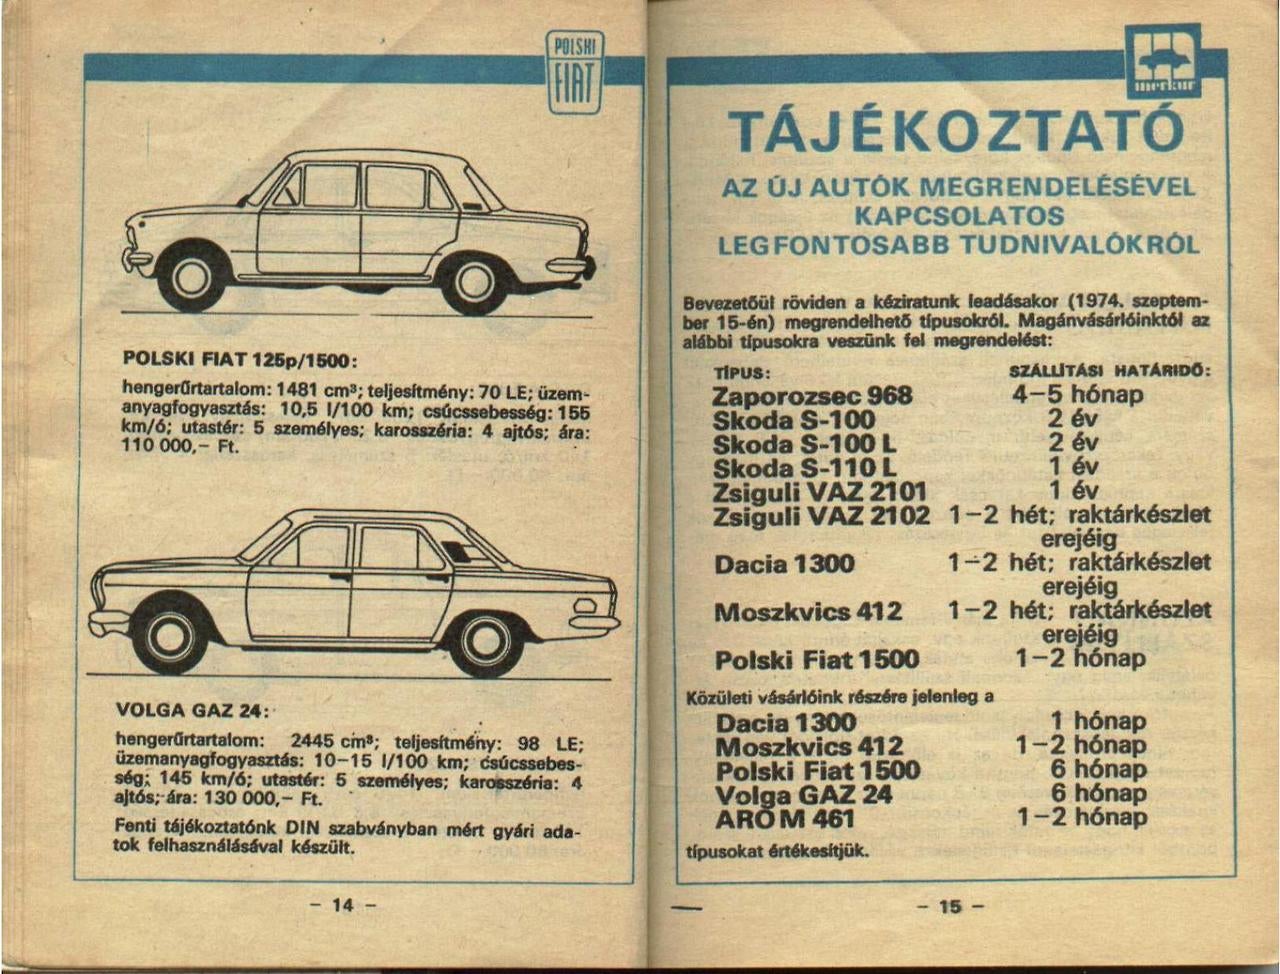 POLSKI
FIAT
POLSKI FIAT 125p/1500:
hengerűrtartalom: 1481 cm³; teljesítmény: 70 LE; üzem-
anyagfogyasztás: 10,5 l/100 km; csúcssebesség: 155
km/ó; utastér: 5 személyes; karosszéria: 4 ajtós; ára:
110 000,– Ft.
VOLGA GAZ 24:
hengerűrtartalom: 2445 cm³; teljesítmény: 98 LE;
üzemanyagfogyasztás: 10–15 l/100 km; csúcssebes-
ség: 145 km/ó; utastér: 5 személyes; karosszéria: 4
ajtós; ára: 130 000,– Ft.
Fenti tájékoztatónk DIN szabványban mért gyári ada-
tok felhasználásával készült.
– 14 –
merkur
TÁJÉKOZTATÓ
AZ ÚJ AUTÓK MEGRENDELÉSÉVEL
KAPCSOLATOS
LEGFONTOSABB TUDNIVALÓKRÓL
Bevezetőül röviden a kéziratunk leadásakor (1974. szeptem-
ber 15-én) megrendelhető típusokról. Magánvásárlóinktól az
alábbi típusokra veszünk fel megrendelést:
TÍPUS: SZÁLLÍTÁSI HATÁRIDŐ:
Zaporozsec 968 4–5 hónap
Skoda S-100 2 év
Skoda S-100 L 2 év
Skoda S-110 L 1 év
Zsiguli VAZ 2101 1 év
Zsiguli VAZ 2102 1–2 hét; raktárkészlet
erejéig
Dacia 1300 1–2 hét; raktárkészlet
erejéig
Moszkvics 412 1–2 hét; raktárkészlet
erejéig
Polski Fiat 1500 1–2 hónap
Közületi vásárlóink részére jelenleg a
Dacia 1300 1 hónap
Moszkvics 412 1–2 hónap
Polski Fiat 1500 6 hónap
Volga GAZ 24 6 hónap
ARO M 461 1–2 hónap
típusokat értékesítjük.
– 15 –